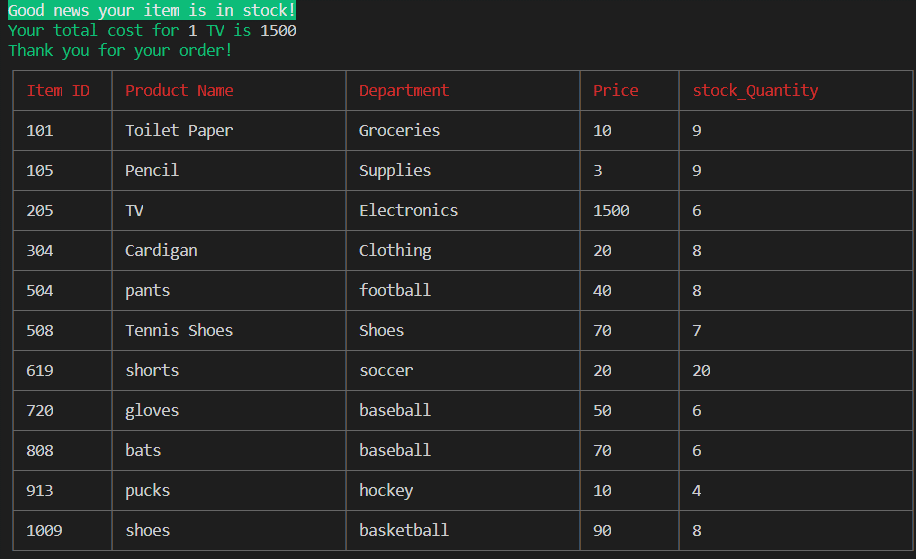 Good news your item is in stock!
Your total cost for 1 TV is 1500
Thank you for your order!
Item ID Product Name Department Price stock_Quantity
101 Toilet Paper Groceries 10 9
105 Pencil Supplies 3 9
205 TV Electronics 1500 6
304 Cardigan Clothing 20 8
504 pants football 40 8
508 Tennis Shoes Shoes 70 7
619 shorts soccer 20 20
720 gloves baseball 50 6
808 bats baseball 70 6
913 pucks hockey 10 4
1009 shoes basketball 90 8